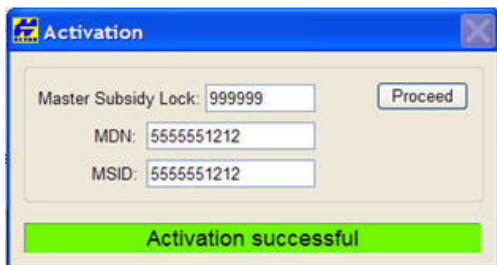 Activation
Master Subsidy Lock: 999999 Proceed
MDN: 5555551212
MSID: 5555551212
Activation successful